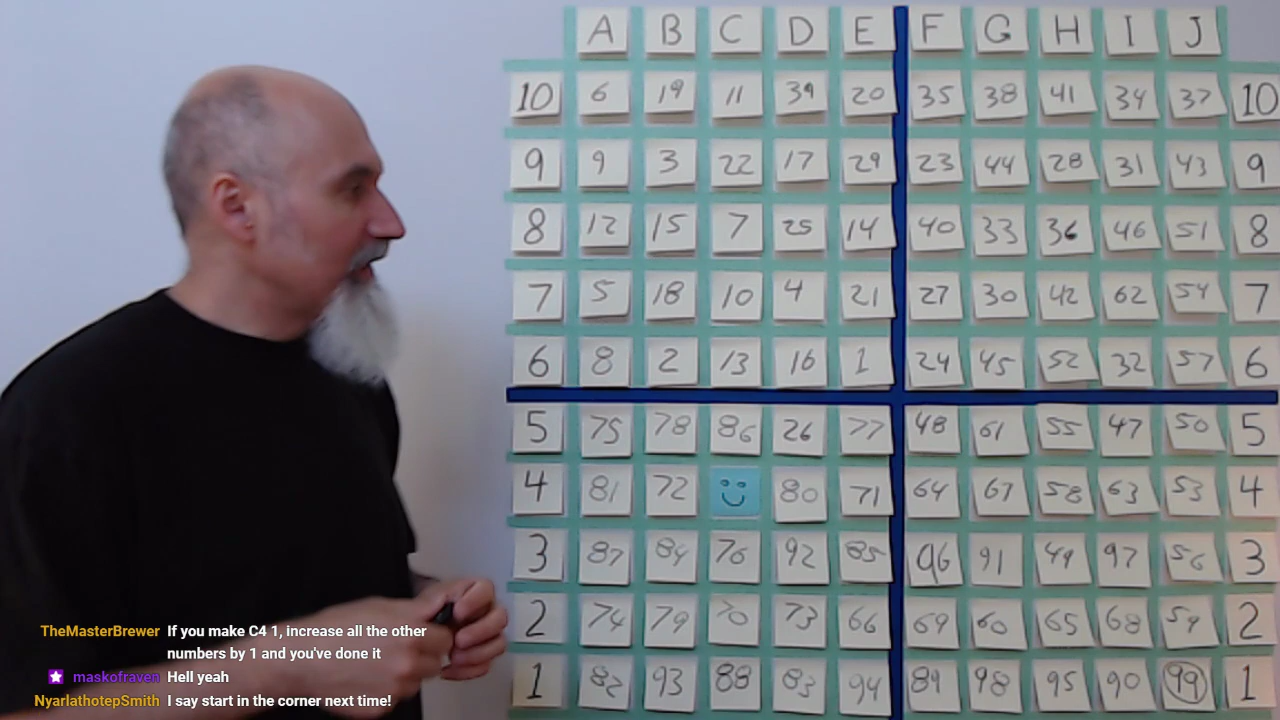 A B C D E F G H I J
10 6 19 11 39 20 35 38 41 34 37 10
9 9 3 22 17 29 23 44 28 31 43 9
8 12 15 7 25 14 40 33 36 46 51 8
7 5 18 10 4 21 27 30 42 62 54 7
6 8 2 13 16 1 24 45 52 32 57 6
5 75 78 86 26 77 48 61 55 47 50 5
4 81 72 80 71 64 67 58 63 53 4
3 87 84 76 92 85 96 91 49 97 56 3
2 74 79 70 73 66 69 60 65 68 59 2
1 82 93 88 83 94 89 98 95 90 99 1
TheMasterBrewer If you make C4 1, increase all the other
numbers by 1 and you've done it
maskofraven Hell yeah
NyarlathotepSmith I say start in the corner next time!